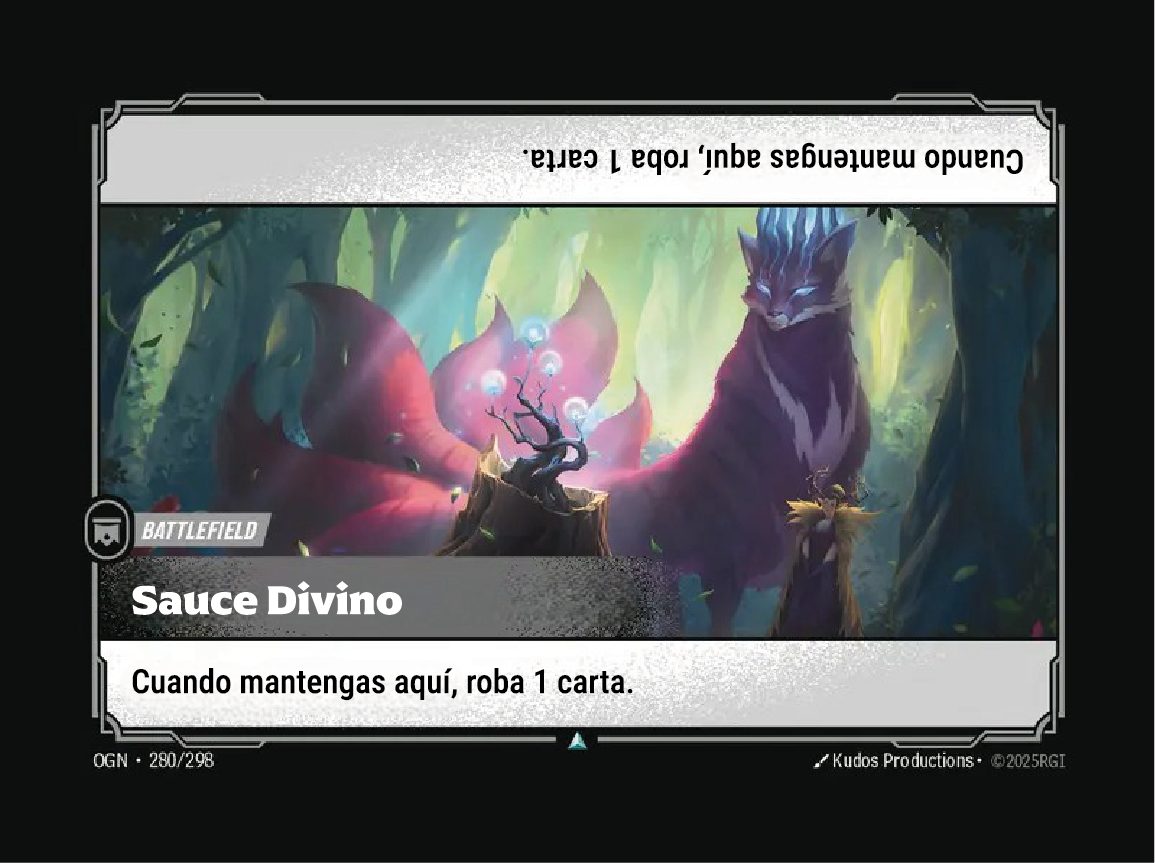 Cuando mantengas aquí, roba 1 carta.
BATTLEFIELD
Sauce Divino
Cuando mantengas aquí, roba 1 carta.
OGN • 280/298
Kudos Productions • ©2025RGI